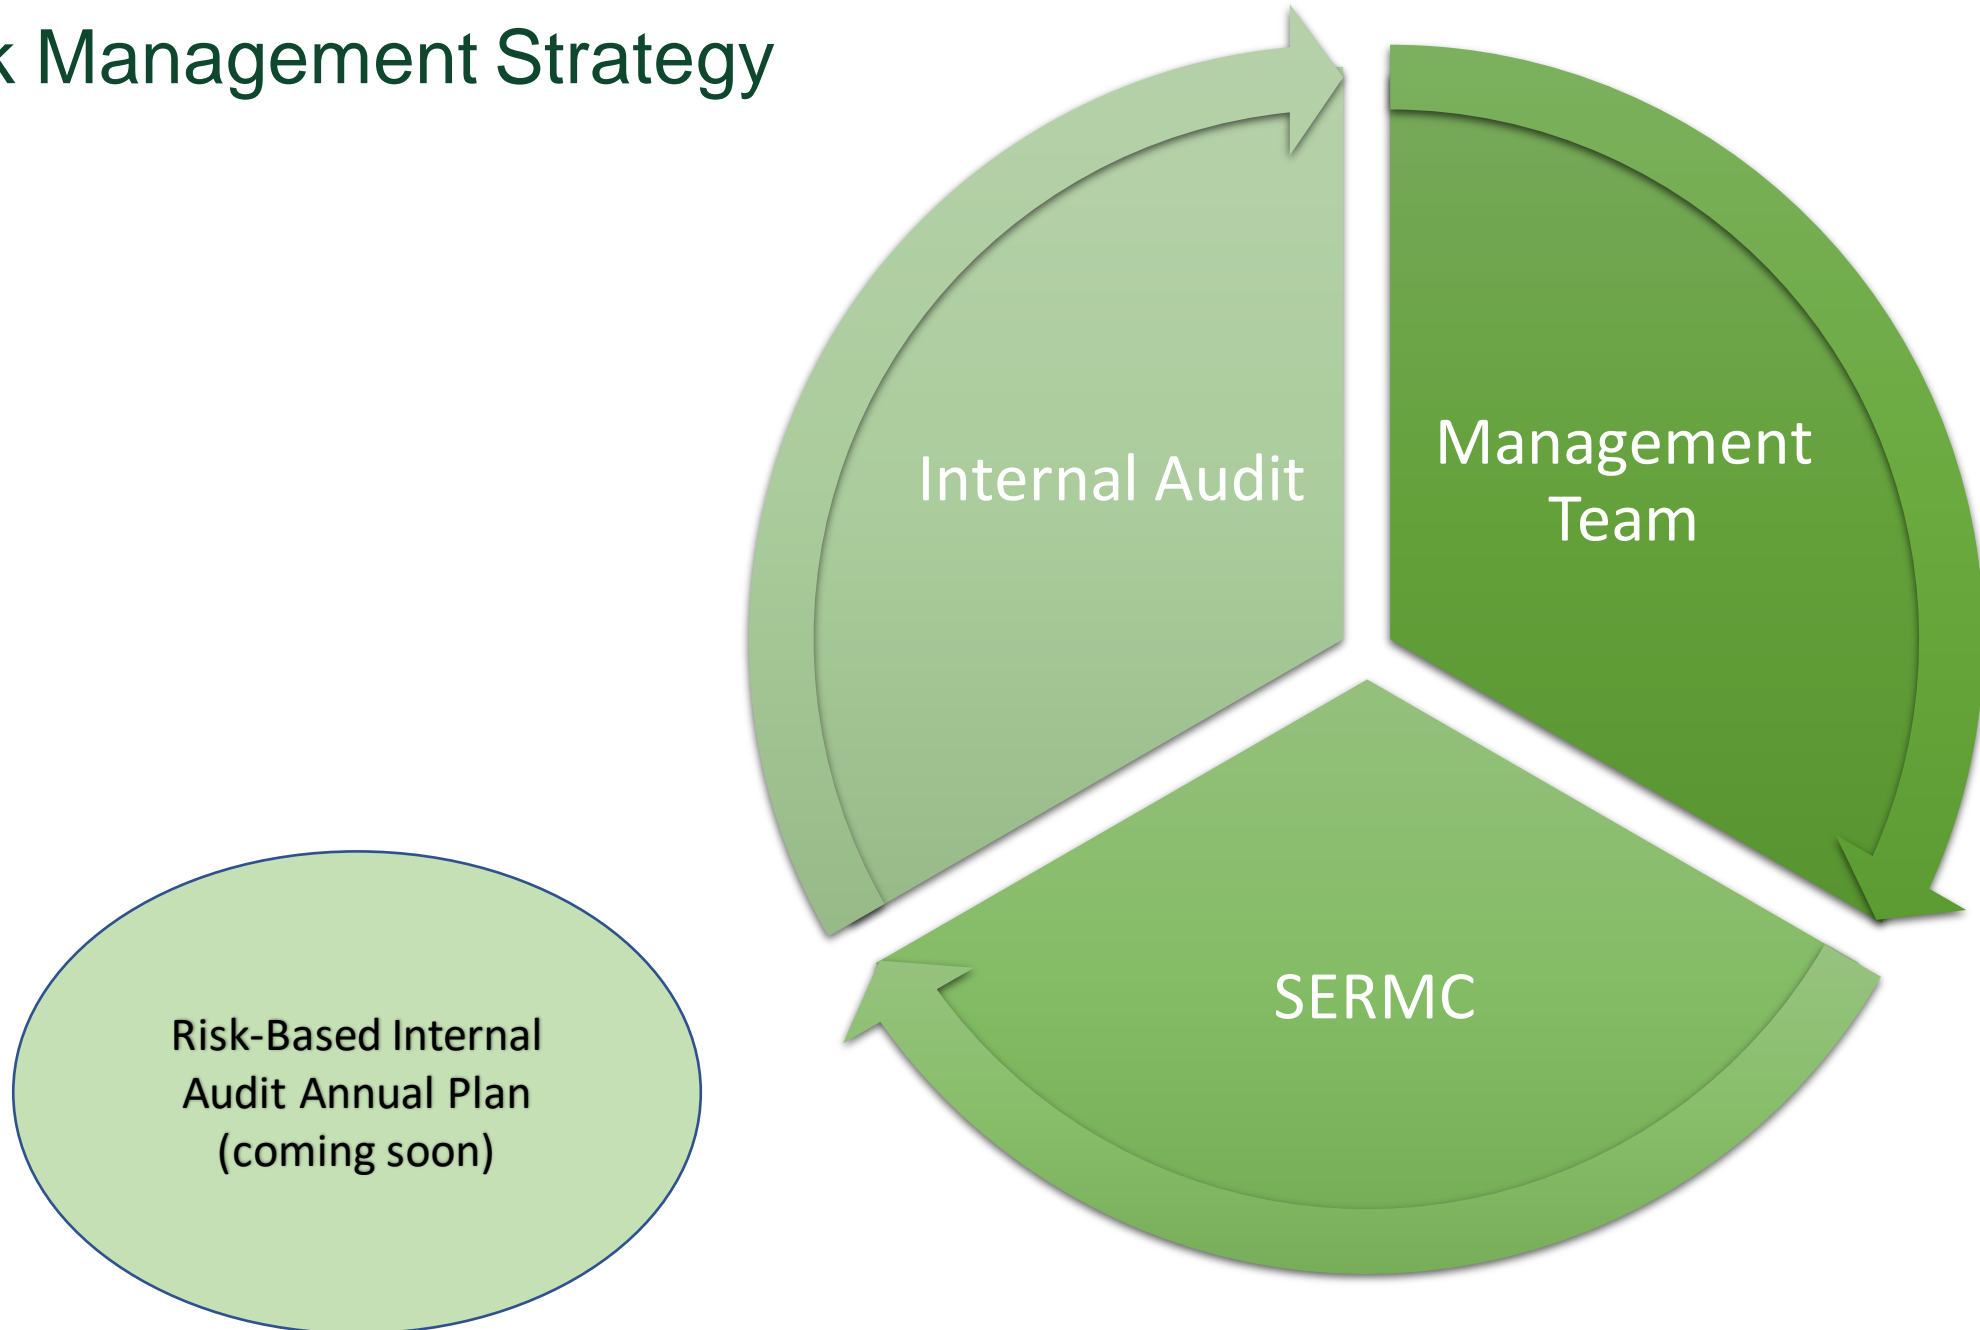 Management Strategy
Internal Audit
Management
Team
SERMC
Risk-Based Internal
Audit Annual Plan
(coming soon)